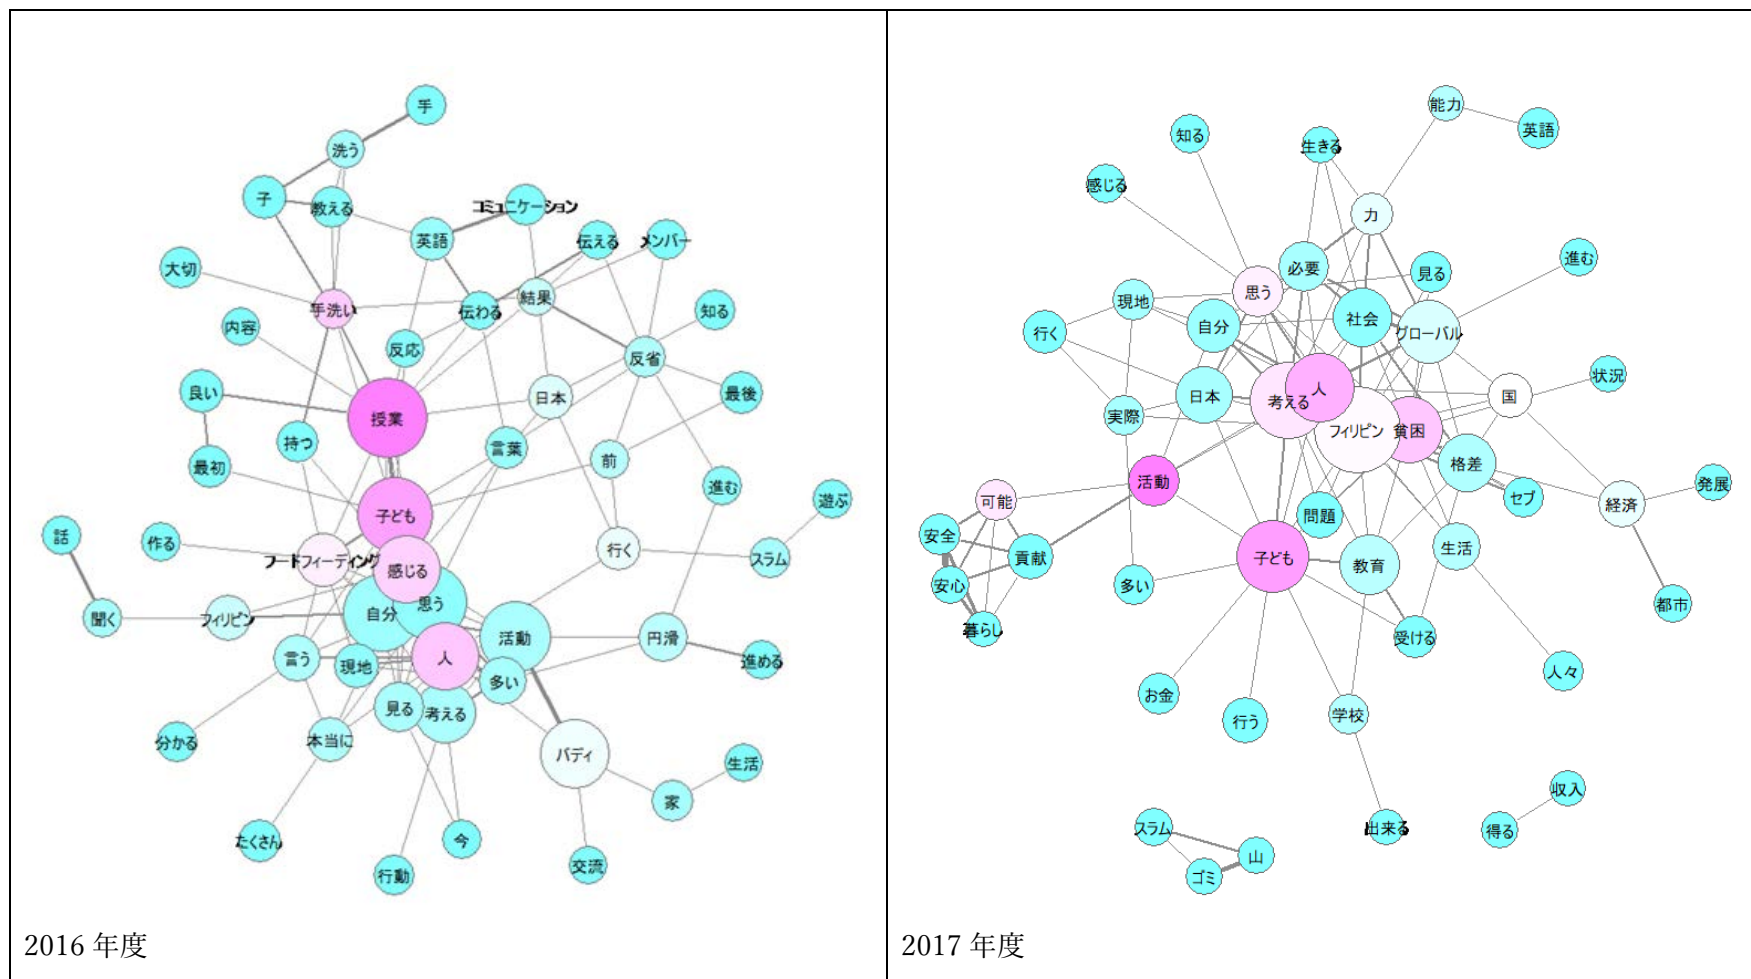 手
洗う
子
教える
コミュニケーション
英語
伝える
メンバー
大切
手洗い
結果
伝わる
知る
内容
反応
反省
良い
授業
日本
最後
持つ
言葉
最初
前
進む
遊ぶ
子ども
話
作る
フードフィーディング
感じる
行く
スラム
聞く
フィリピン
自分
思う
活動
円滑
言う
現地
人
多い
進める
見る
考える
分かる
本当に
バディ
生活
家
たくさん
今
行動
交流
2016 年度
能力
英語
知る
生きる
感じる
力
必要
見る
進む
思う
現地
自分
社会
グローバル
行く
状況
日本
考える
人
国
実際
フィリピン
貧困
格差
活動
可能
セブ
経済
発展
問題
安全
貢献
子ども
教育
生活
安心
多い
都市
暮らし
受ける
人々
お金
行う
学校
収入
スラム
出来る
得る
山
ゴミ
2017 年度